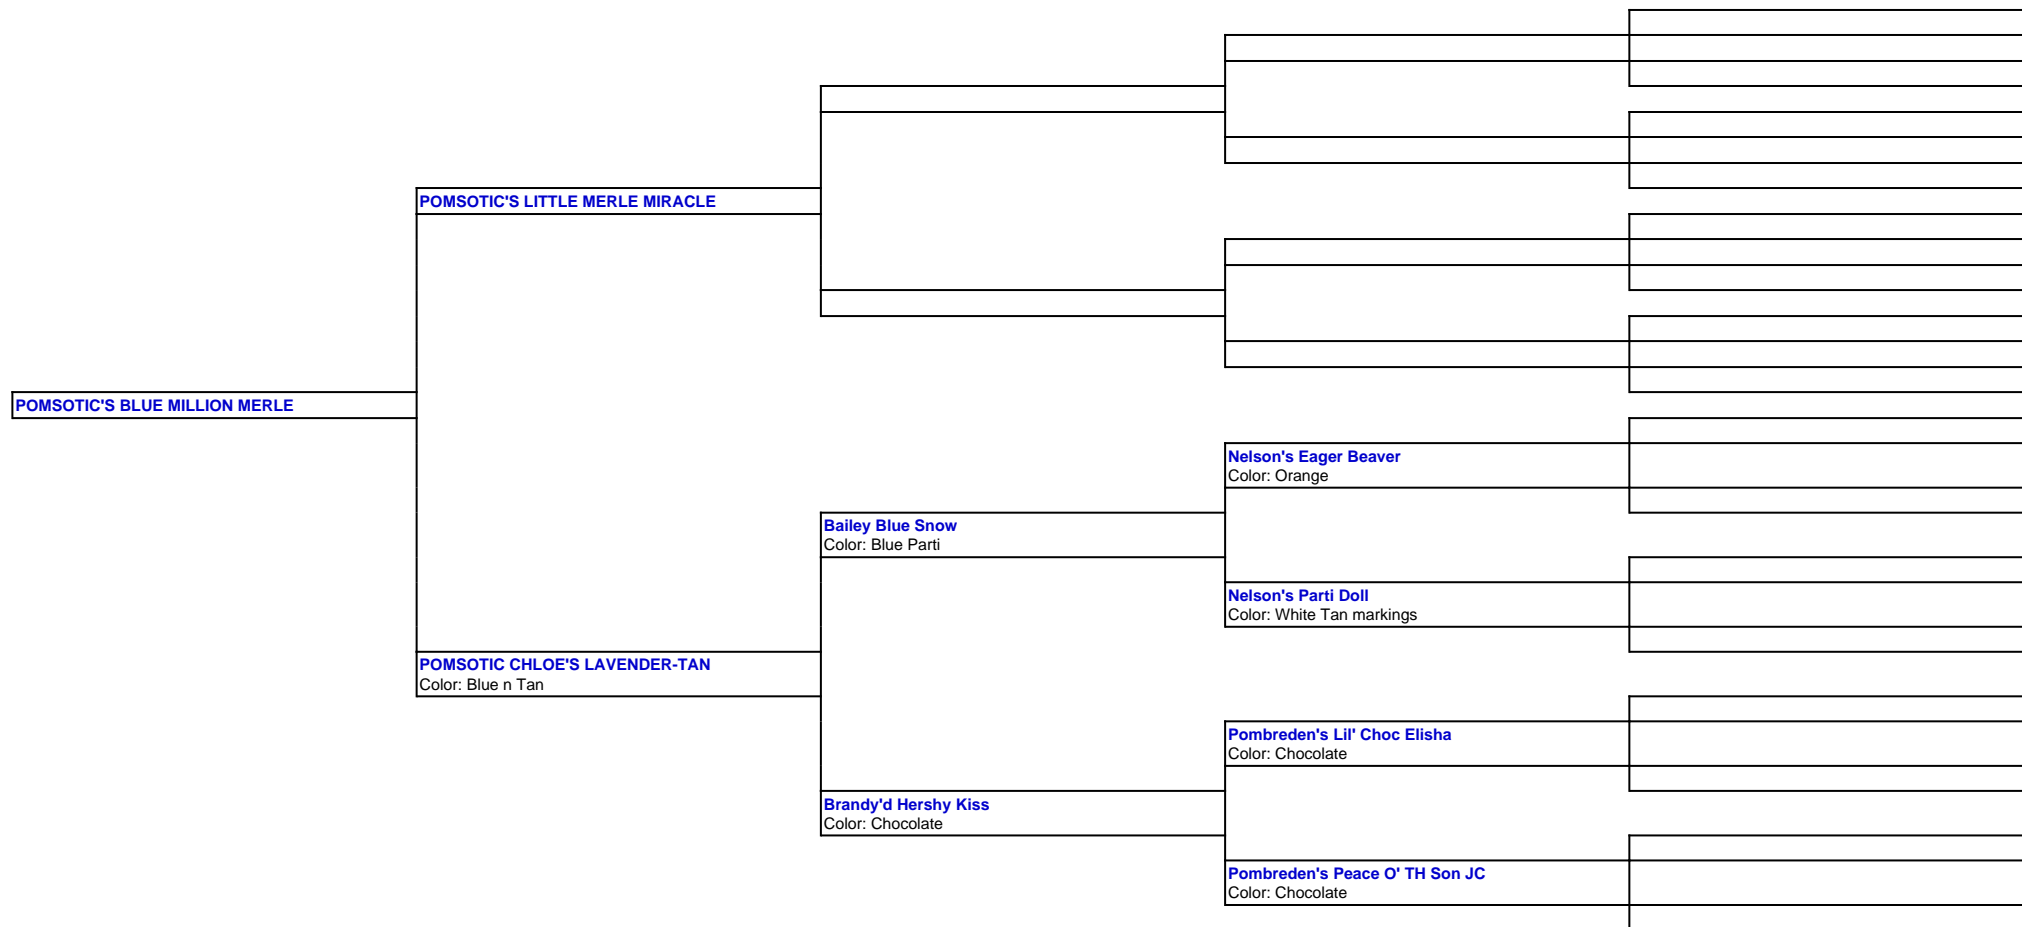 POMSOTIC'S LITTLE MERLE MIRACLE
POMSOTIC'S BLUE MILLION MERLE
Nelson's Eager Beaver
Color: Orange
Bailey Blue Snow
Color: Blue Parti
Nelson's Parti Doll
Color: White Tan markings
POMSOTIC CHLOE'S LAVENDER-TAN
Color: Blue n Tan
Pombreden's Lil' Choc Elisha
Color: Chocolate
Brandy'd Hershy Kiss
Color: Chocolate
Pombreden's Peace O' TH Son JC
Color: Chocolate